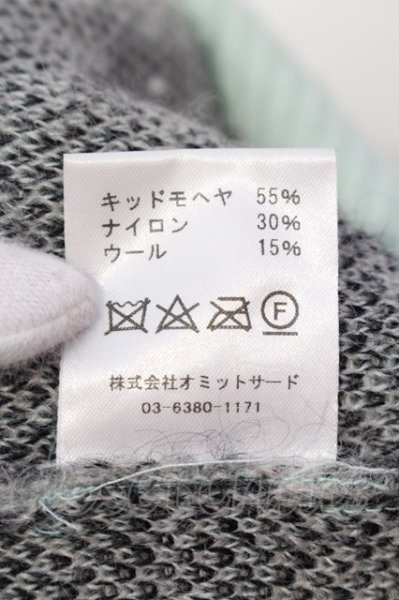 キッドモヘヤ 55%
ナイロン 30%
ウール 15%
F
株式会社オミットサード
03-6380-1171